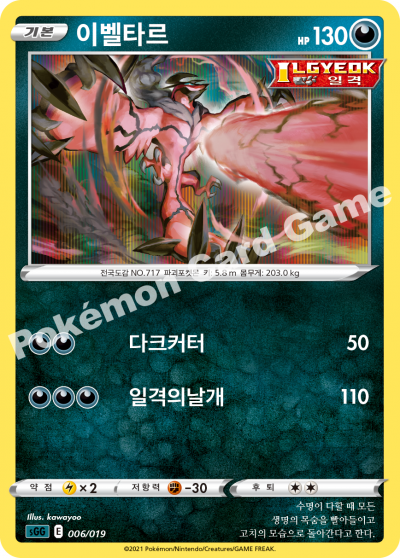 기본 이벨타르 HP 130
ILGYEOK
일격
전국도감 NO.717 파괴포켓몬 키: 5.8 m 몸무게: 203.0 kg
Pokémon Card Game
다크커터 50
일격의날개 110
약점 ×2 저항력 -30 후퇴
Illus. kawayoo
수명이 다할 때 모든
생명의 목숨을 빨아들이고
고치의 모습으로 돌아간다고 한다.
sGG E 006/019
©2021 Pokémon/Nintendo/Creatures/GAME FREAK.